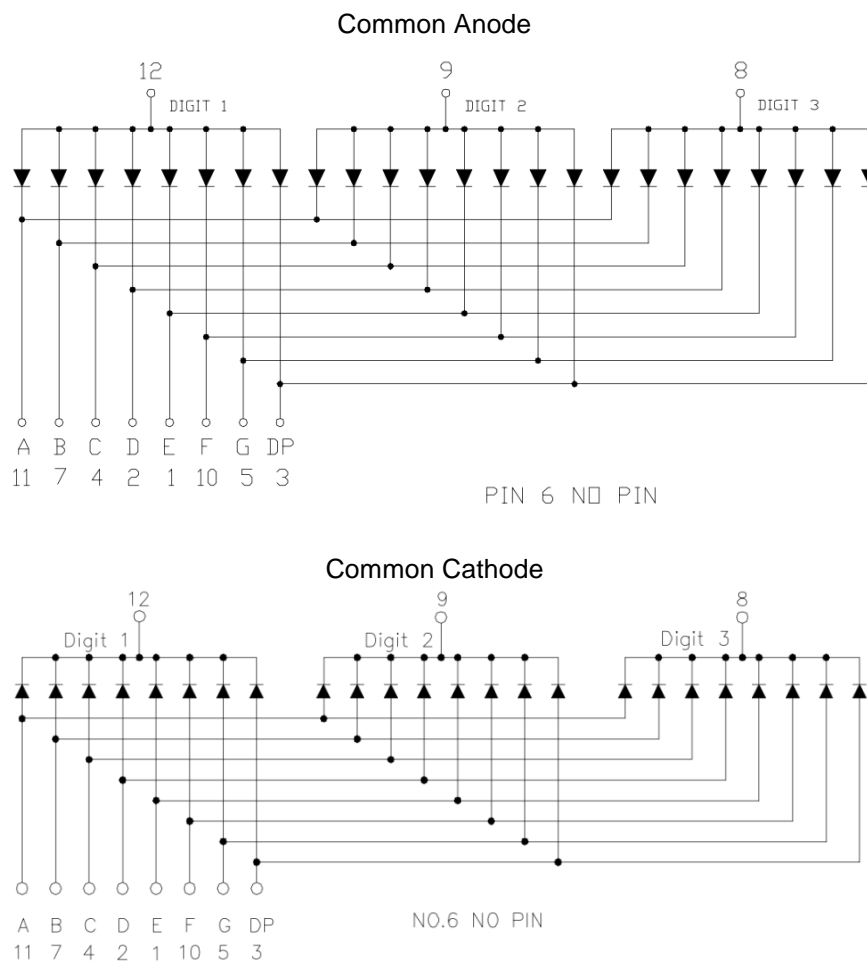 Common Anode
12 9 8
DIGIT 1 DIGIT 2 DIGIT 3
A B C D E F G DP
11 7 4 2 1 10 5 3
PIN 6 NO PIN
Common Cathode
12 9 8
Digit 1 Digit 2 Digit 3
A B C D E F G DP
NO.6 NO PIN
11 7 4 2 1 10 5 3